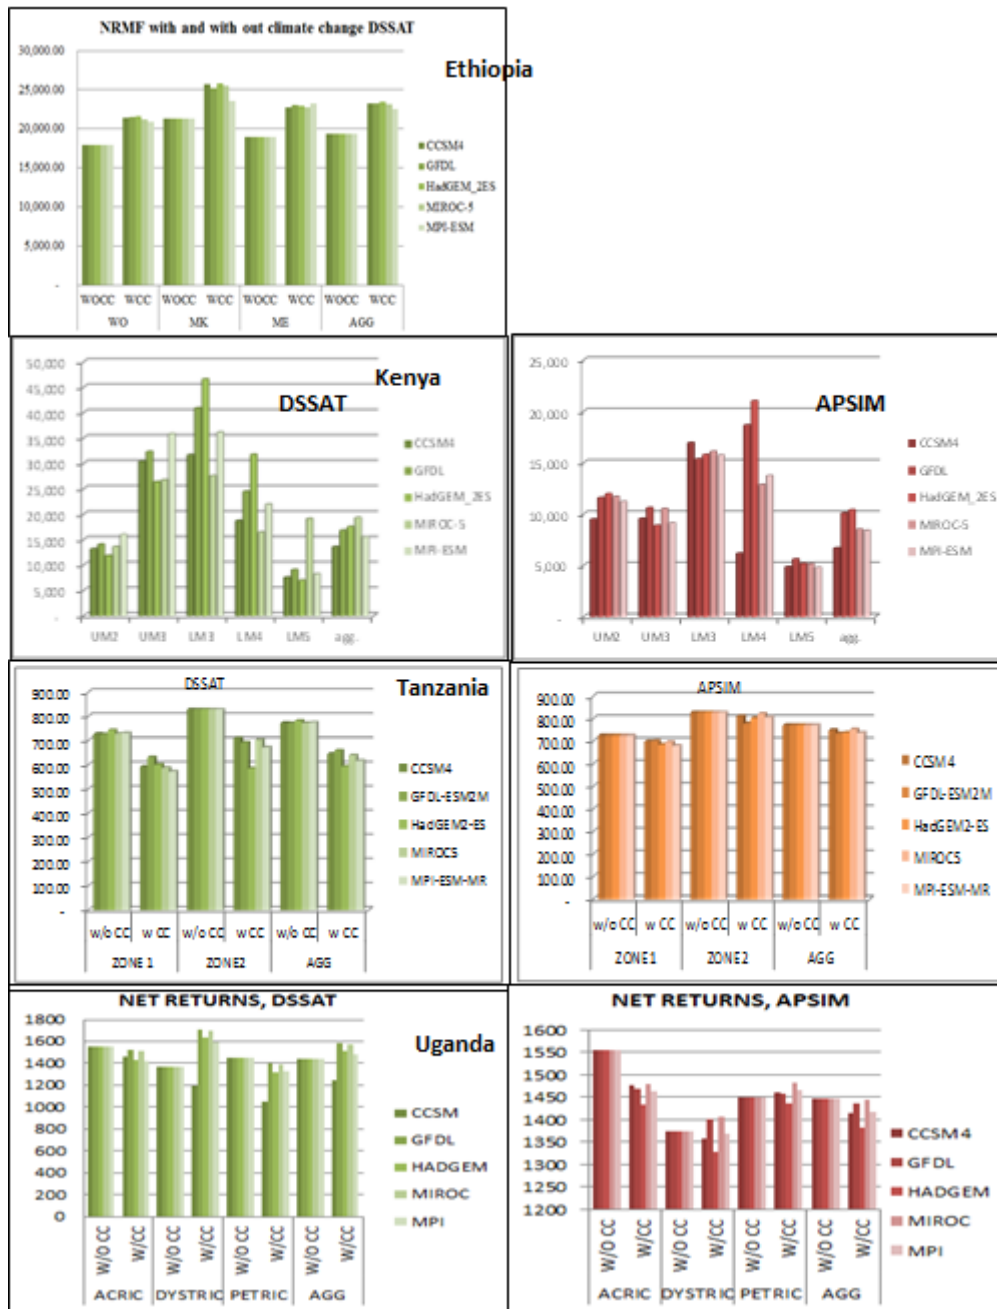 NRMF with and with out climate change DSSAT
Ethiopia
30,000.00
25,000.00
20,000.00
15,000.00
10,000.00
5,000.00
-
WOCC WCC WOCC WCC WOCC WCC WOCC WCC
WO MK ME AGG
CCSM4
GFDL
HadGEM_2ES
MIROC-5
MPI-ESM
Kenya
DSSAT
50,000
45,000
40,000
35,000
30,000
25,000
20,000
15,000
10,000
5,000
-
UM2 UM3 LM3 LM4 LM5 agg.
CCSM4
GFDL
HadGEM_2ES
MIROC-5
MPI-ESM
APSIM
25,000
20,000
15,000
10,000
5,000
-
UM2 UM3 LM3 LM4 LM5 agg.
CCSM4
GFDL
HadGEM_2ES
MIROC-5
MPI-ESM
Tanzania
DSSAT
900.00
800.00
700.00
600.00
500.00
400.00
300.00
200.00
100.00
-
w/o CC w CC w/o CC w CC w/o CC w CC
ZONE 1 ZONE2 AGG
CCSM4
GFDL-ESM2M
HadGEM2-ES
MIROC5
MPI-ESM-MR
APSIM
900.00
800.00
700.00
600.00
500.00
400.00
300.00
200.00
100.00
-
w/o CC w CC w/o CC w CC w/o CC w CC
ZONE1 ZONE2 AGG
CCSM4
GFDL-ESM2M
HadGEM2-ES
MIROC5
MPI-ESM-MR
NET RETURNS, DSSAT
Uganda
1800
1600
1400
1200
1000
800
600
400
200
0
W/O CC W/CC W/O CC W/CC W/O CC W/CC W/O CC W/CC
ACRIC DYSTRIC PETRIC AGG
CCSM
GFDL
HADGEM
MIROC
MPI
NET RETURNS, APSIM
1600
1550
1500
1450
1400
1350
1300
1250
1200
W/O CC W/CC W/O CC W/CC W/O CC W/CC W/O CC W/CC
ACRIC DYSTRIC PETRIC AGG
CCSM4
GFDL
HADGEM
MIROC
MPI